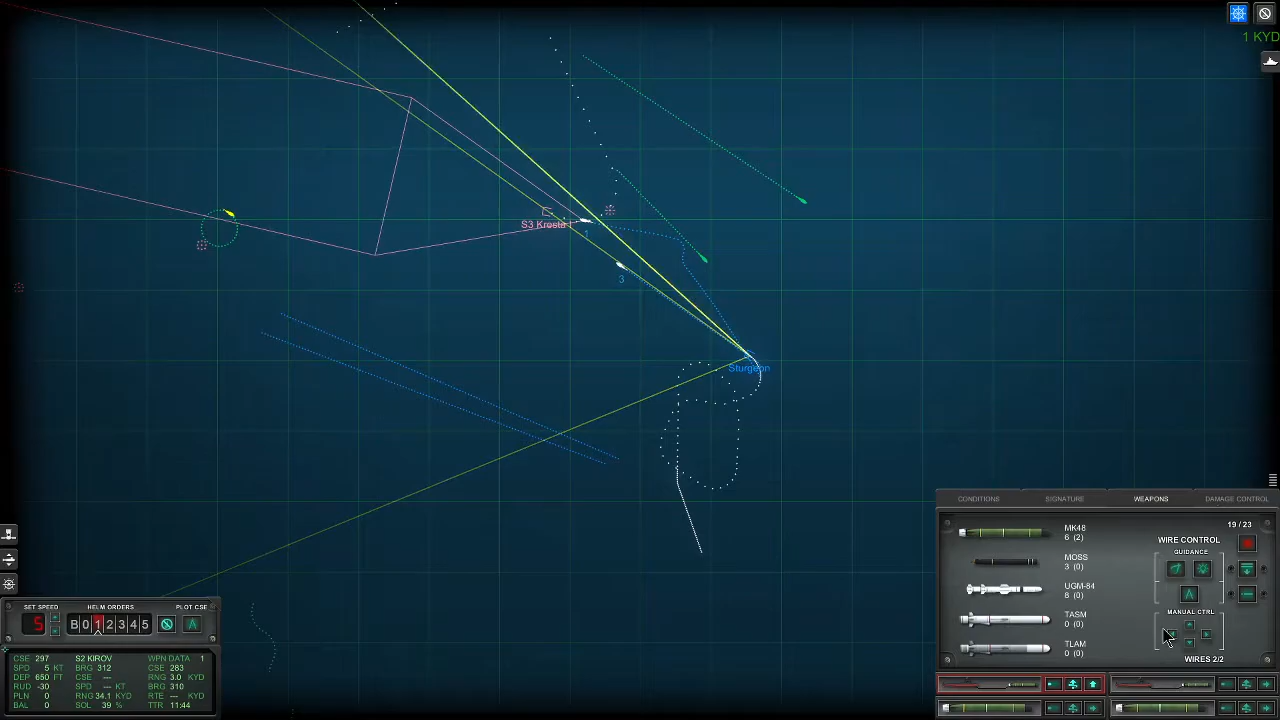 1 KYD
S3 Kresta
1
3
Sturgeon
CONDITIONS SIGNATURE WEAPONS DAMAGE CONTROL
19 / 23
MK48
6 (2)
MOSS
3 (0)
UGM-84
8 (0)
TASM
0 (0)
TLAM
0 (0)
WIRE CONTROL
GUIDANCE
MANUAL CTRL
WIRES 2/2
SET SPEED HELM ORDERS PLOT CSE
5 B 0 1 2 3 4 5
CSE 297 S2 KIROV WPN DATA 1
SPD 5 KT BRG 312 CSE 283
DEP 650 FT CSE --- RNG 3.0 KYD
RUD -30 SPD --- KT BRG 310
PLN 0 RNG 34.1 KYD RTE ---
BAL 0 SOL 39 % TTR 11:44